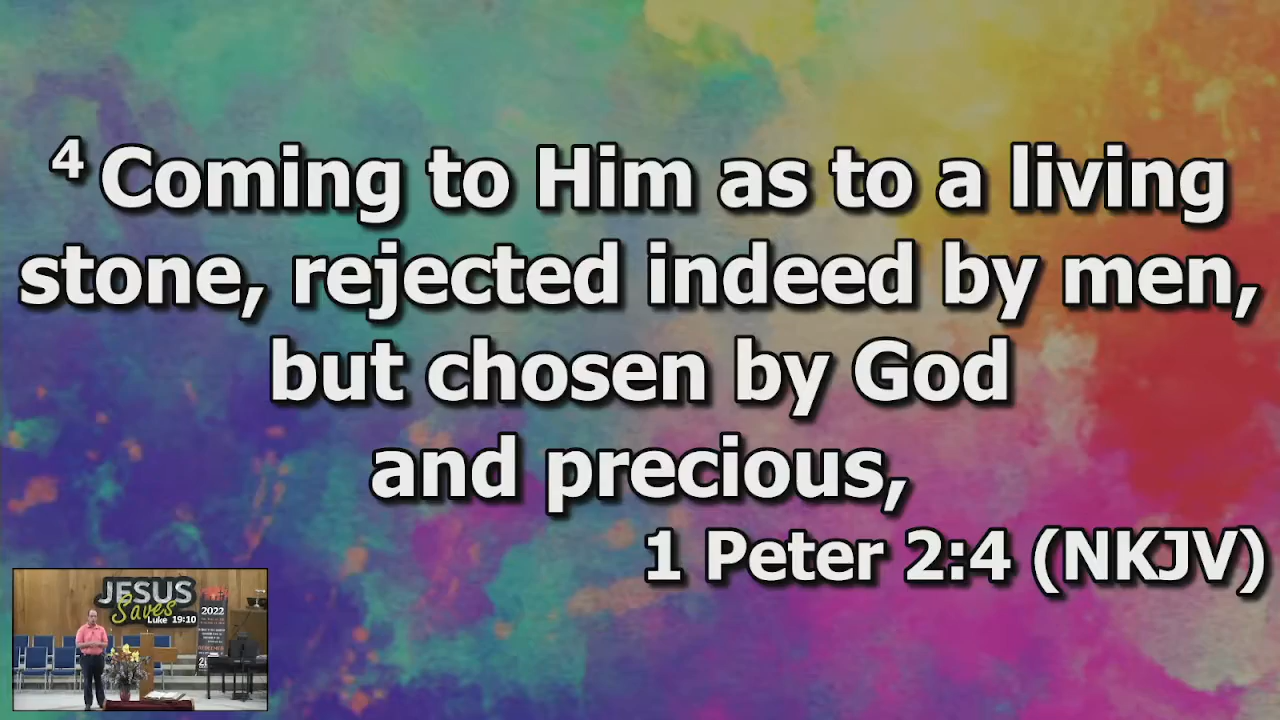 4 Coming to Him as to a living
stone, rejected indeed by men,
but chosen by God
and precious,
1 Peter 2:4 (NKJV)
JESUS
Saves
Luke 19:10
2022